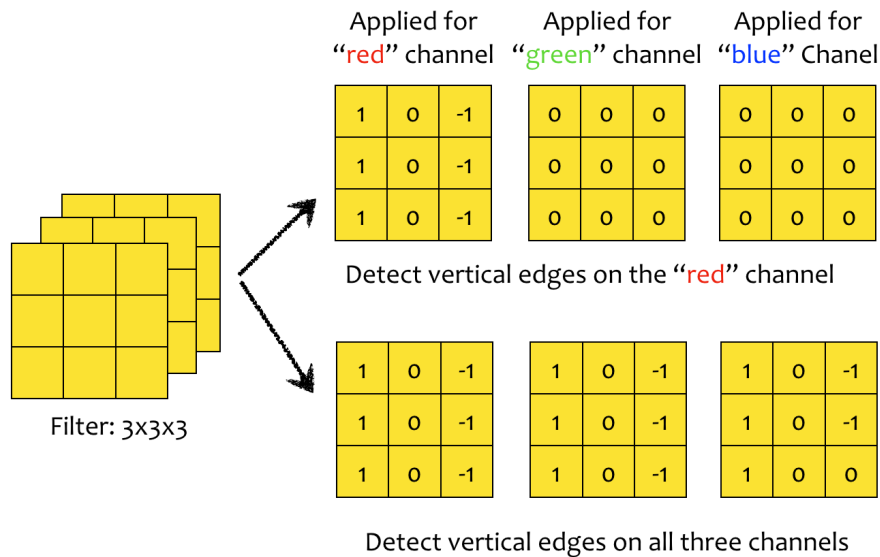 Applied for Applied for Applied for
“red” channel “green” channel “blue” Chanel
1 0 -1 0 0 0 0 0 0
1 0 -1 0 0 0 0 0 0
1 0 -1 0 0 0 0 0 0
Detect vertical edges on the “red” channel
1 0 -1 1 0 -1 1 0 -1
1 0 -1 1 0 -1 1 0 -1
1 0 -1 1 0 -1 1 0 0
Filter: 3x3x3
Detect vertical edges on all three channels